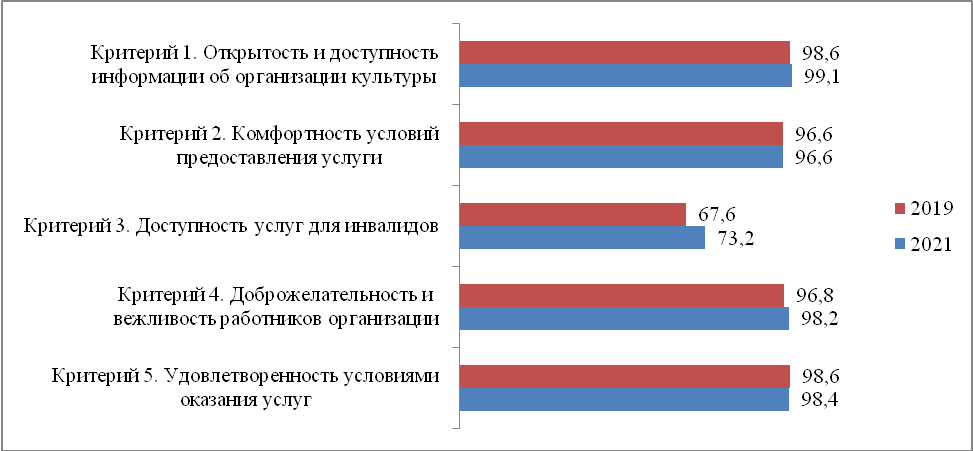 Критерий 1. Открытость и доступность
информации об организации культуры
98,6
99,1
Критерий 2. Комфортность условий
предоставления услуги
96,6
96,6
Критерий 3. Доступность услуг для инвалидов
67,6
73,2
Критерий 4. Доброжелательность и
вежливость работников организации
96,8
98,2
Критерий 5. Удовлетворенность условиями
оказания услуг
98,6
98,4
2019
2021